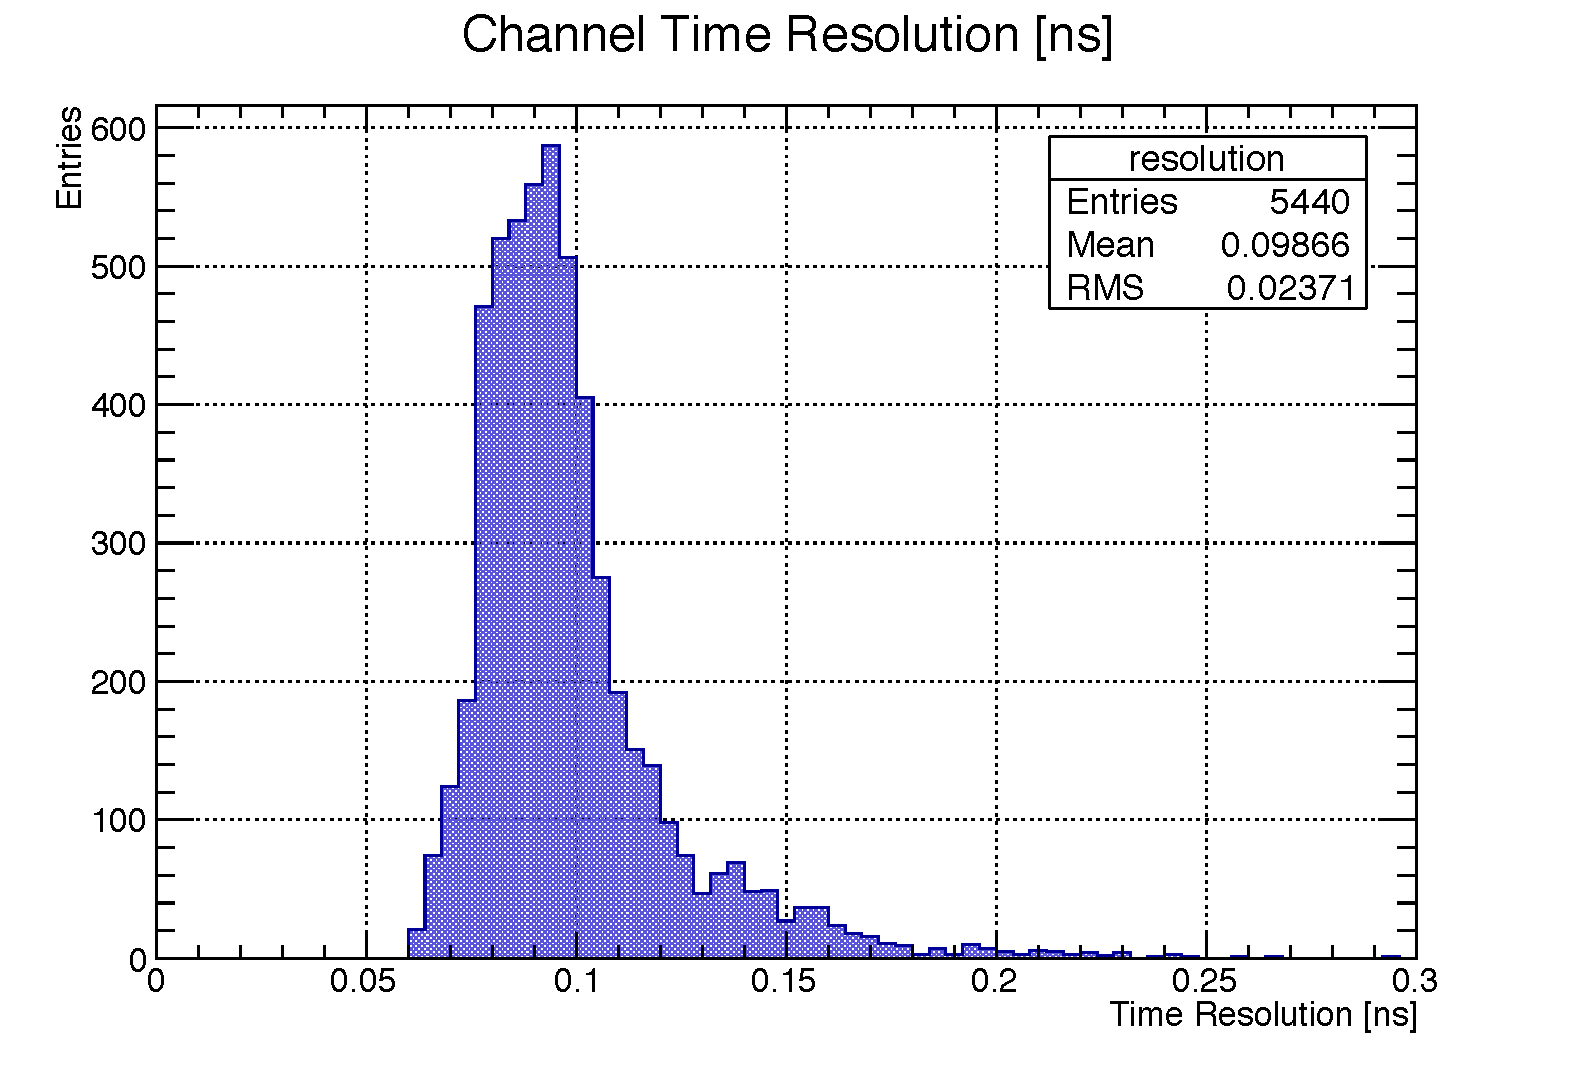 Channel Time Resolution [ns]
Entries
600
500
400
300
200
100
0
resolution
Entries 5440
Mean 0.09866
RMS 0.02371
0 0.05 0.1 0.15 0.2 0.25 0.3
Time Resolution [ns]